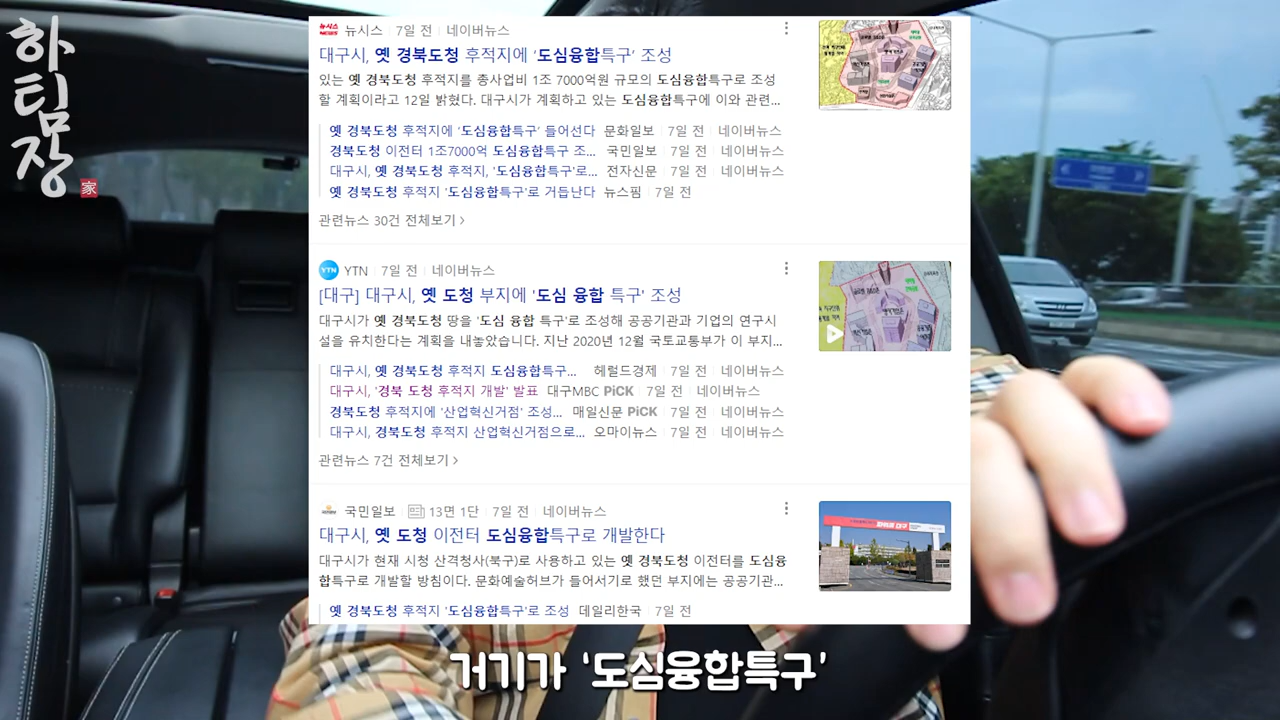 하팀장
家
뉴시스 7일 전 네이버뉴스
대구시, 옛 경북도청 후적지에 '도심융합특구' 조성
있는 옛 경북도청 후적지를 총사업비 1조 7000억원 규모의 도심융합특구로 조성
할 계획이라고 12일 밝혔다. 대구시가 계획하고 있는 도심융합특구에 이와 관련...
옛 경북도청 후적지에 '도심융합특구' 들어선다 문화일보 7일 전 네이버뉴스
경북도청 이전터 1조7000억 도심융합특구 조... 국민일보 7일 전 네이버뉴스
대구시, 옛 경북도청 후적지, '도심융합특구'로... 전자신문 7일 전 네이버뉴스
옛 경북도청 후적지 '도심융합특구'로 거듭난다 뉴스핌 7일 전
관련뉴스 30건 전체보기 >
YTN YTN 7일 전 네이버뉴스
[대구] 대구시, 옛 도청 부지에 '도심 융합 특구' 조성
대구시가 옛 경북도청 땅을 '도심 융합 특구'로 조성해 공공기관과 기업의 연구시
설을 유치한다는 계획을 내놓았습니다. 지난 2020년 12월 국토교통부가 이 부지...
대구시, 옛 경북도청 후적지 도심융합특구... 헤럴드경제 7일 전 네이버뉴스
대구시, '경북 도청 후적지 개발' 발표 대구MBC PiCK 7일 전 네이버뉴스
경북도청 후적지에 '산업혁신거점' 조성... 매일신문 PiCK 7일 전 네이버뉴스
대구시, 경북도청 후적지 산업혁신거점으로... 오마이뉴스 7일 전 네이버뉴스
관련뉴스 7건 전체보기 >
국민일보 13면 1단 7일 전 네이버뉴스
대구시, 옛 도청 이전터 도심융합특구로 개발한다
대구시가 현재 시청 산격청사(북구)로 사용하고 있는 옛 경북도청 이전터를 도심융
합특구로 개발할 방침이다. 문화예술허브가 들어서기로 했던 부지에는 공공기관...
옛 경북도청 후적지 '도심융합특구'로 조성 데일리한국 7일 전
거기가 '도심융합특구'